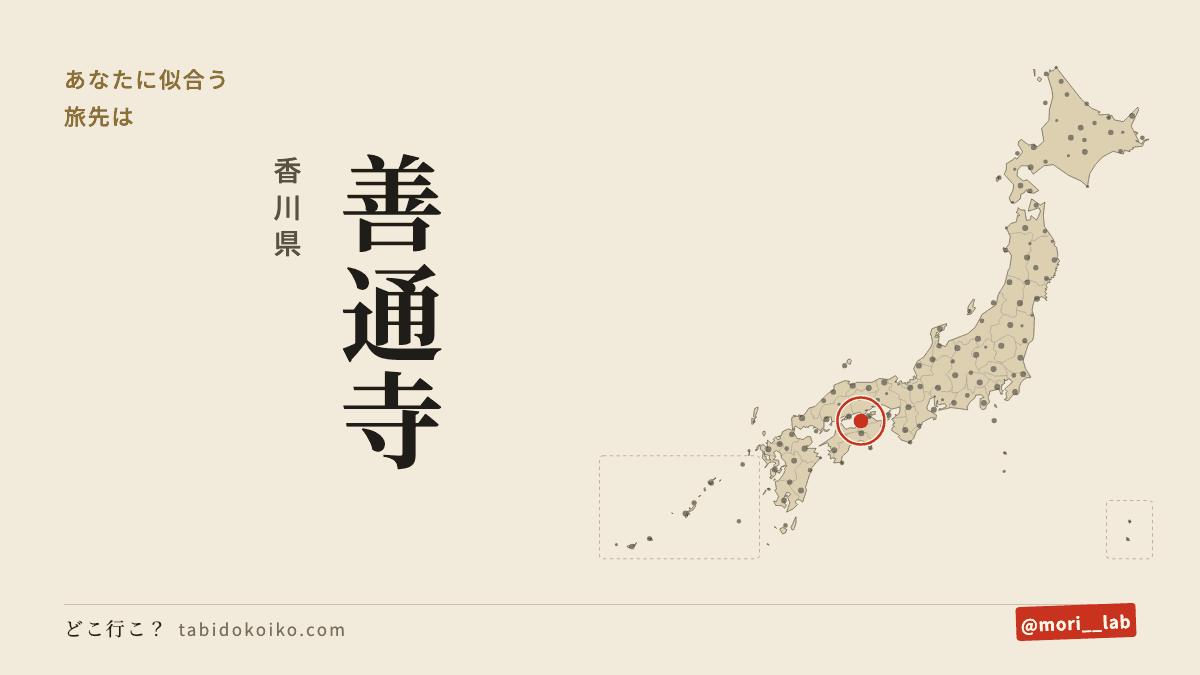 あなたに似合う
旅先は
善通寺
香川県
どこ行こ？ tabidokoiko.com
@mori__lab